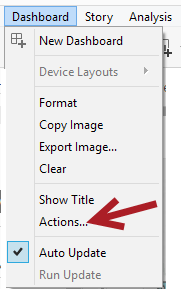 Dashboard Story Analysis
New Dashboard
Device Layouts
Format
Copy Image
Export Image...
Clear
Show Title
Actions...
Auto Update
Run Update